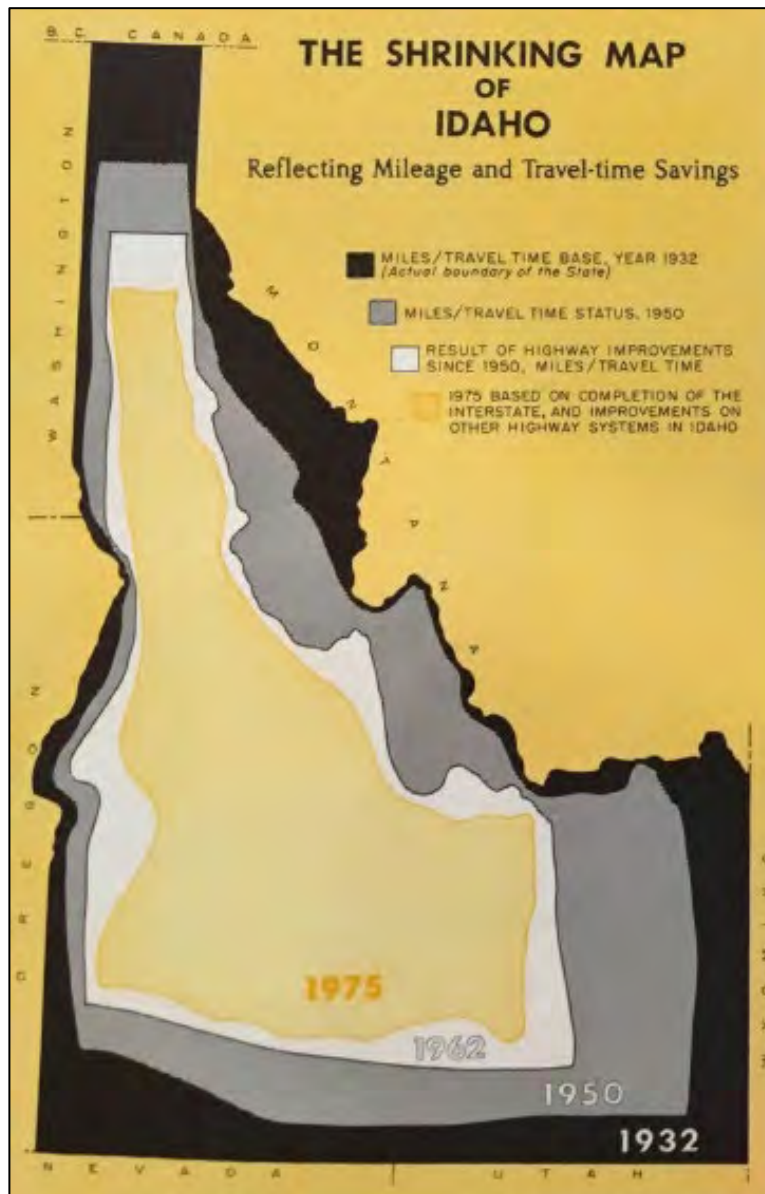 B.C. CANADA
THE SHRINKING MAP
OF
IDAHO
Reflecting Mileage and Travel-time Savings
WASHINGTON
MONTANA
MILES/TRAVEL TIME BASE, YEAR 1932
(Actual boundary of the State)
MILES/TRAVEL TIME STATUS, 1950
RESULT OF HIGHWAY IMPROVEMENTS
SINCE 1950, MILES/TRAVEL TIME
1975 BASED ON COMPLETION OF THE
INTERSTATE, AND IMPROVEMENTS ON
OTHER HIGHWAY SYSTEMS IN IDAHO
OREGON
WYOMING
1975
1962
1950
1932
NEVADA
UTAH